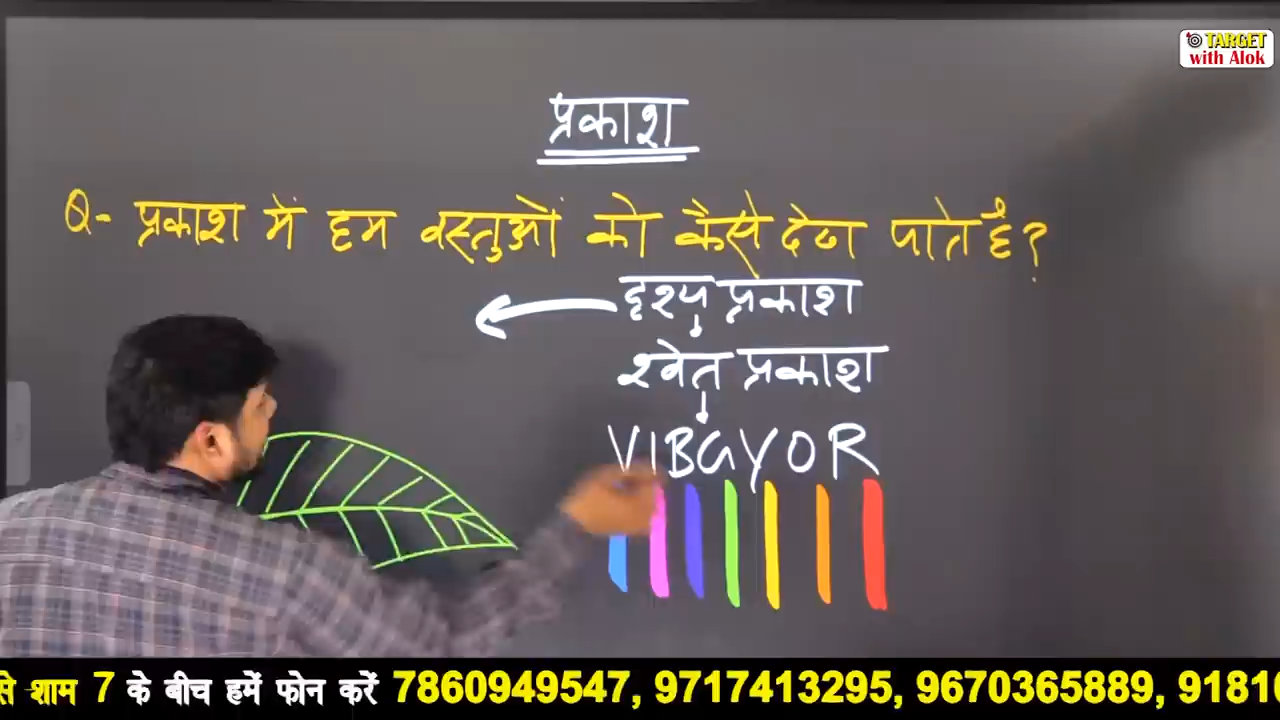 TARGET
with Alok
प्रकाश
Q- प्रकाश में हम वस्तुओं को कैसे देख पाते है?
दृश्य प्रकाश
श्वेत प्रकाश
VIBGYOR
से शाम 7 के बीच हमें फोन करें 7860949547, 9717413295, 9670365889, 9181